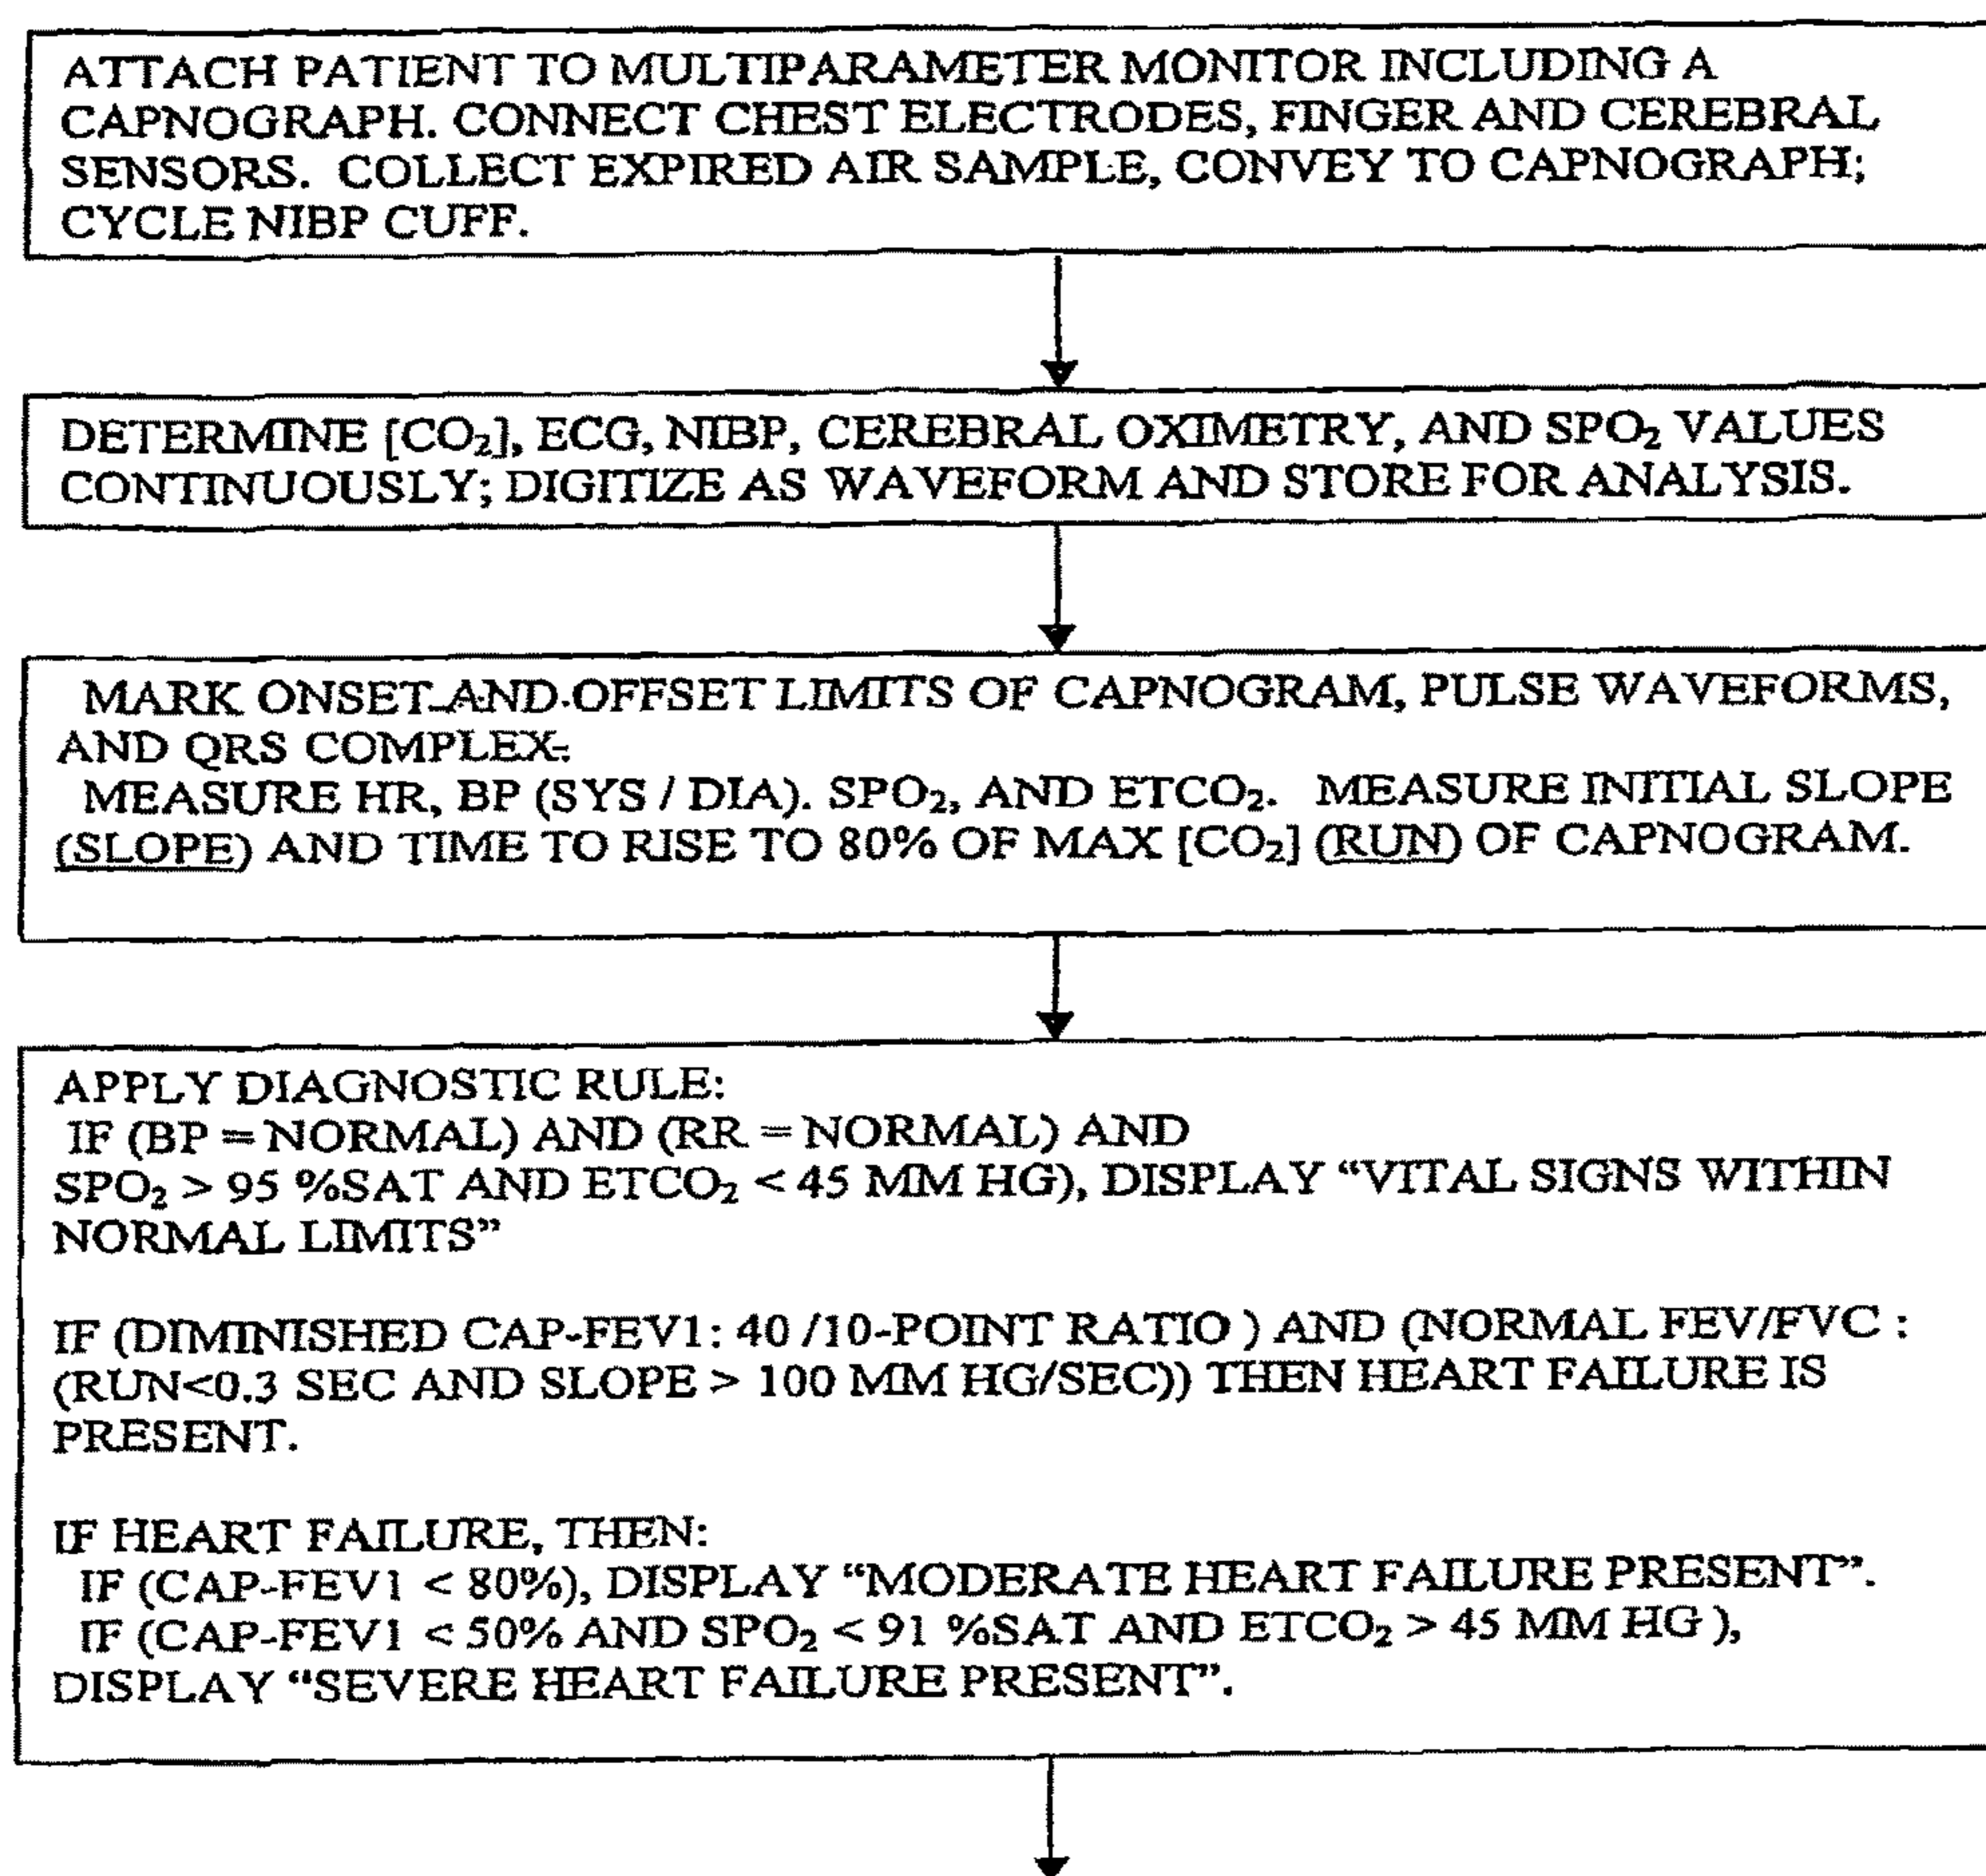 ATTACH PATIENT TO MULTIPARAMETER MONITOR INCLUDING A
CAPNOGRAPH. CONNECT CHEST ELECTRODES, FINGER AND CEREBRAL
SENSORS. COLLECT EXPIRED AIR SAMPLE, CONVEY TO CAPNOGRAPH;
CYCLE NIBP CUFF.
DETERMINE [CO₂], ECG, NIBP, CEREBRAL OXIMETRY, AND SPO₂ VALUES
CONTINUOUSLY; DIGITIZE AS WAVEFORM AND STORE FOR ANALYSIS.
MARK ONSET AND OFFSET LIMITS OF CAPNOGRAM, PULSE WAVEFORMS,
AND QRS COMPLEX.
MEASURE HR, BP (SYS / DIA). SPO₂, AND ETCO₂. MEASURE INITIAL SLOPE
(SLOPE) AND TIME TO RISE TO 80% OF MAX [CO₂] (RUN) OF CAPNOGRAM.
APPLY DIAGNOSTIC RULE:
IF (BP = NORMAL) AND (RR = NORMAL) AND
SPO₂ > 95 %SAT AND ETCO₂ < 45 MM HG), DISPLAY “VITAL SIGNS WITHIN
NORMAL LIMITS”
IF (DIMINISHED CAP-FEV1: 40 /10-POINT RATIO ) AND (NORMAL FEV/FVC :
(RUN<0.3 SEC AND SLOPE > 100 MM HG/SEC)) THEN HEART FAILURE IS
PRESENT.
IF HEART FAILURE, THEN:
IF (CAP-FEV1 < 80%), DISPLAY “MODERATE HEART FAILURE PRESENT”.
IF (CAP-FEV1 < 50% AND SPO₂ < 91 %SAT AND ETCO₂ > 45 MM HG ),
DISPLAY “SEVERE HEART FAILURE PRESENT”.